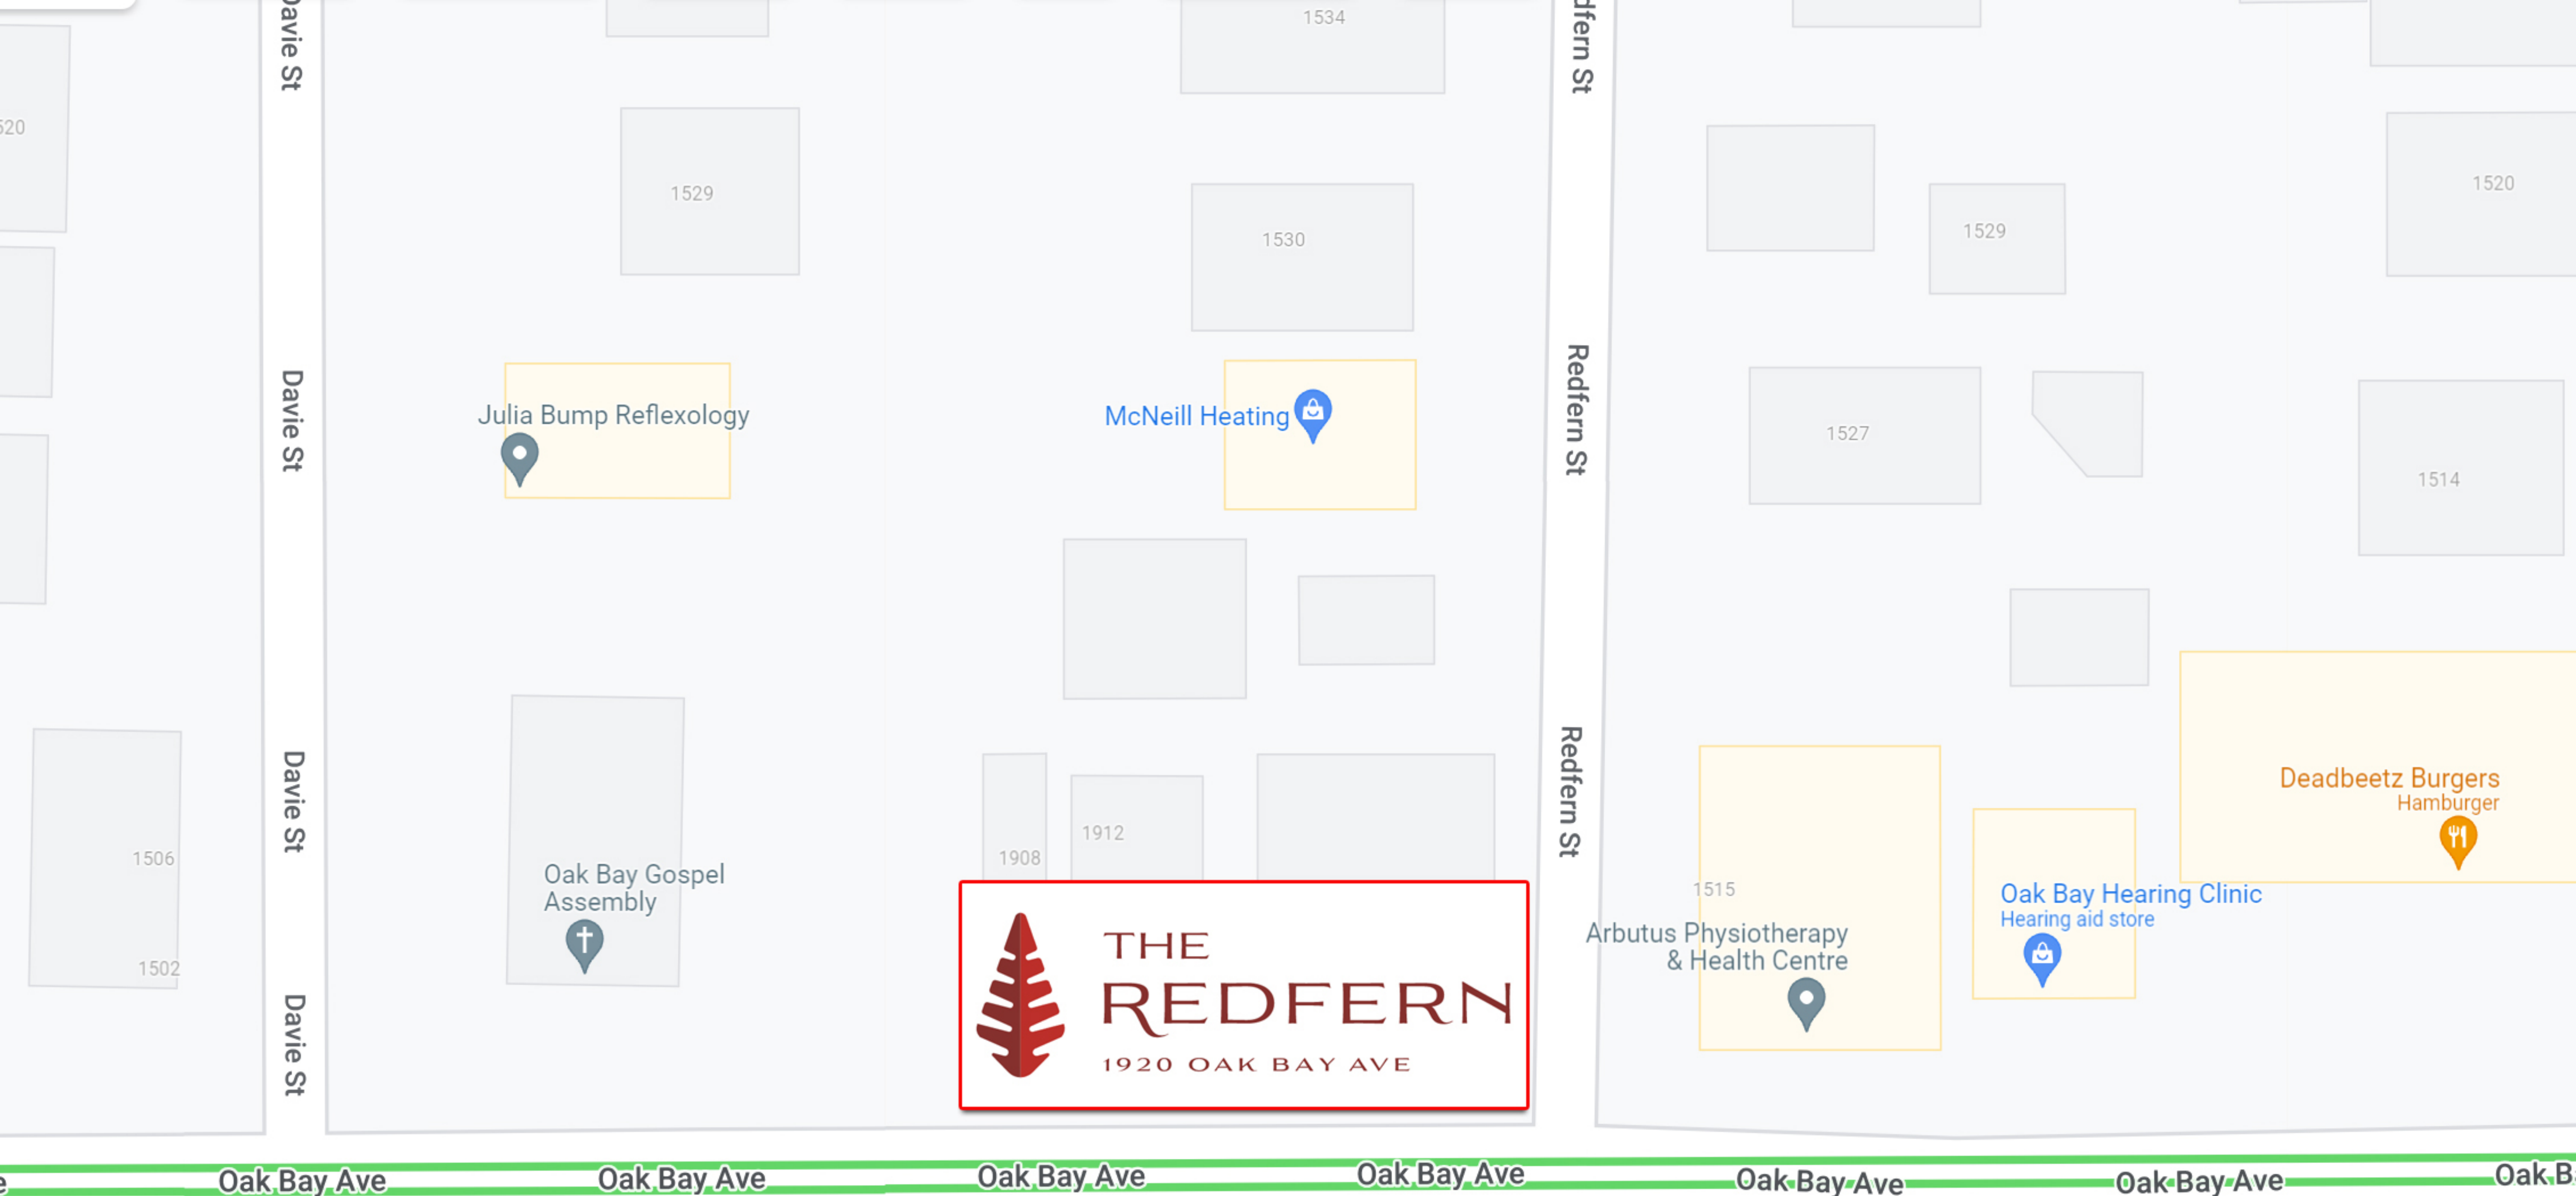 Davie St
dfern St
1534
520
1529
1530
1529
1520
Julia Bump Reflexology
McNeill Heating
Davie St
Redfern St
1527
1514
Davie St
Redfern St
1506
1502
Oak Bay Gospel
Assembly
1908
1912
Deadbeetz Burgers
Hamburger
1515
Oak Bay Hearing Clinic
Hearing aid store
Arbutus Physiotherapy
& Health Centre
THE
REDFERN
1920 OAK BAY AVE
Davie St
Oak Bay Ave
Oak Bay Ave
Oak Bay Ave
Oak Bay Ave
Oak Bay Ave
Oak Bay Ave
Oak B